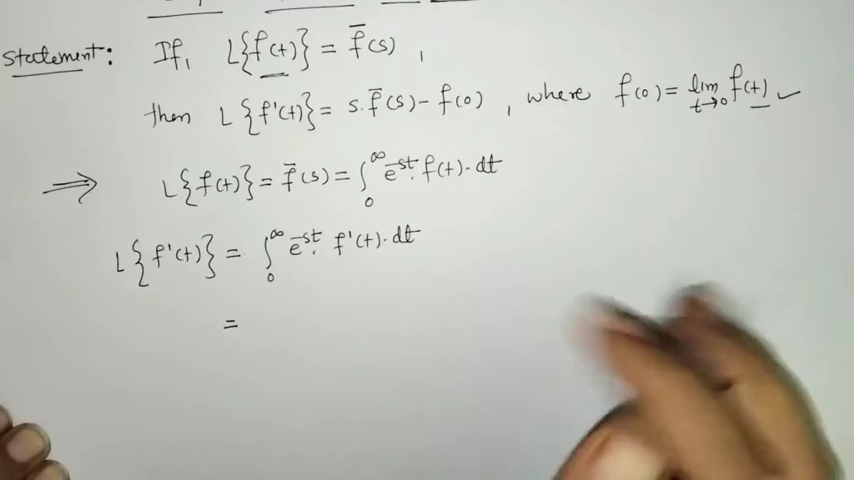 Statement: If, L{f(t)} = f̄(s),
then L{f'(t)} = s.f̄(s) - f(0), where f(0) = lim t→0 f(t) ✓
⟹ L{f(t)} = f̄(s) = ∫₀^∞ e^-st. f(t).dt
L{f'(t)} = ∫₀^∞ e^-st. f'(t).dt
=